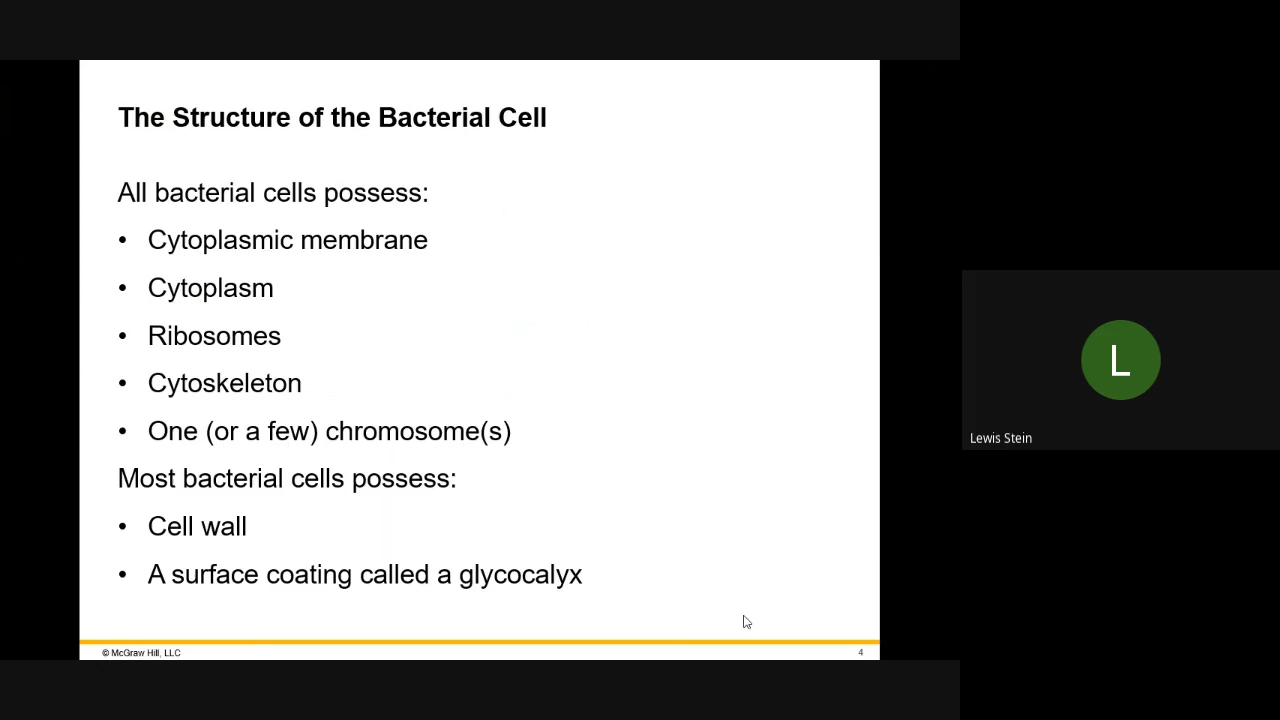 The Structure of the Bacterial Cell
All bacterial cells possess:
• Cytoplasmic membrane
• Cytoplasm
• Ribosomes
• Cytoskeleton
• One (or a few) chromosome(s)
Most bacterial cells possess:
• Cell wall
• A surface coating called a glycocalyx
© McGraw Hill, LLC
4
L
Lewis Stein